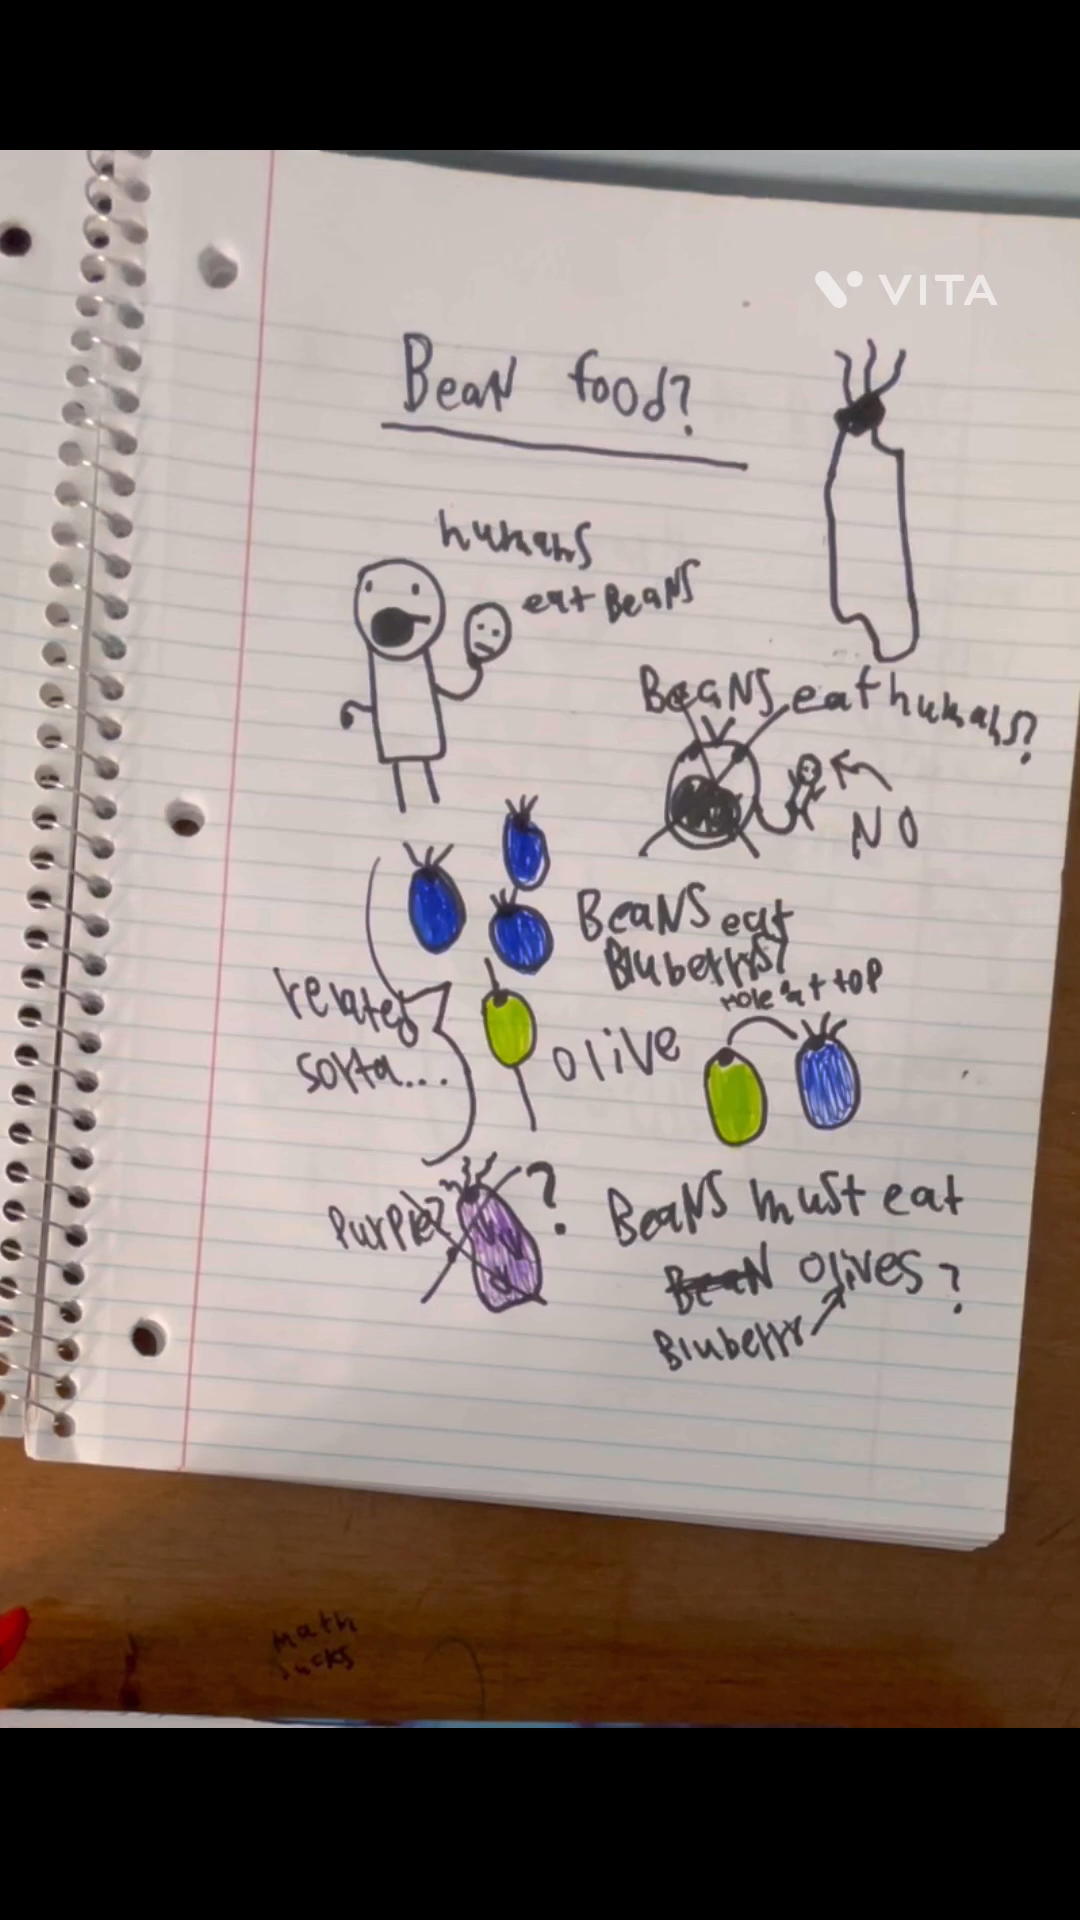 VITA
BeaN food?
humans
eat BeaNS
BeaNS eat humans?
NO
BeaNS eat
Bluberrys?
hole at top
related
sorta...
olive
Purple?
?
BeaNS must eat
BeaN olives?
Bluberry
math
sucks